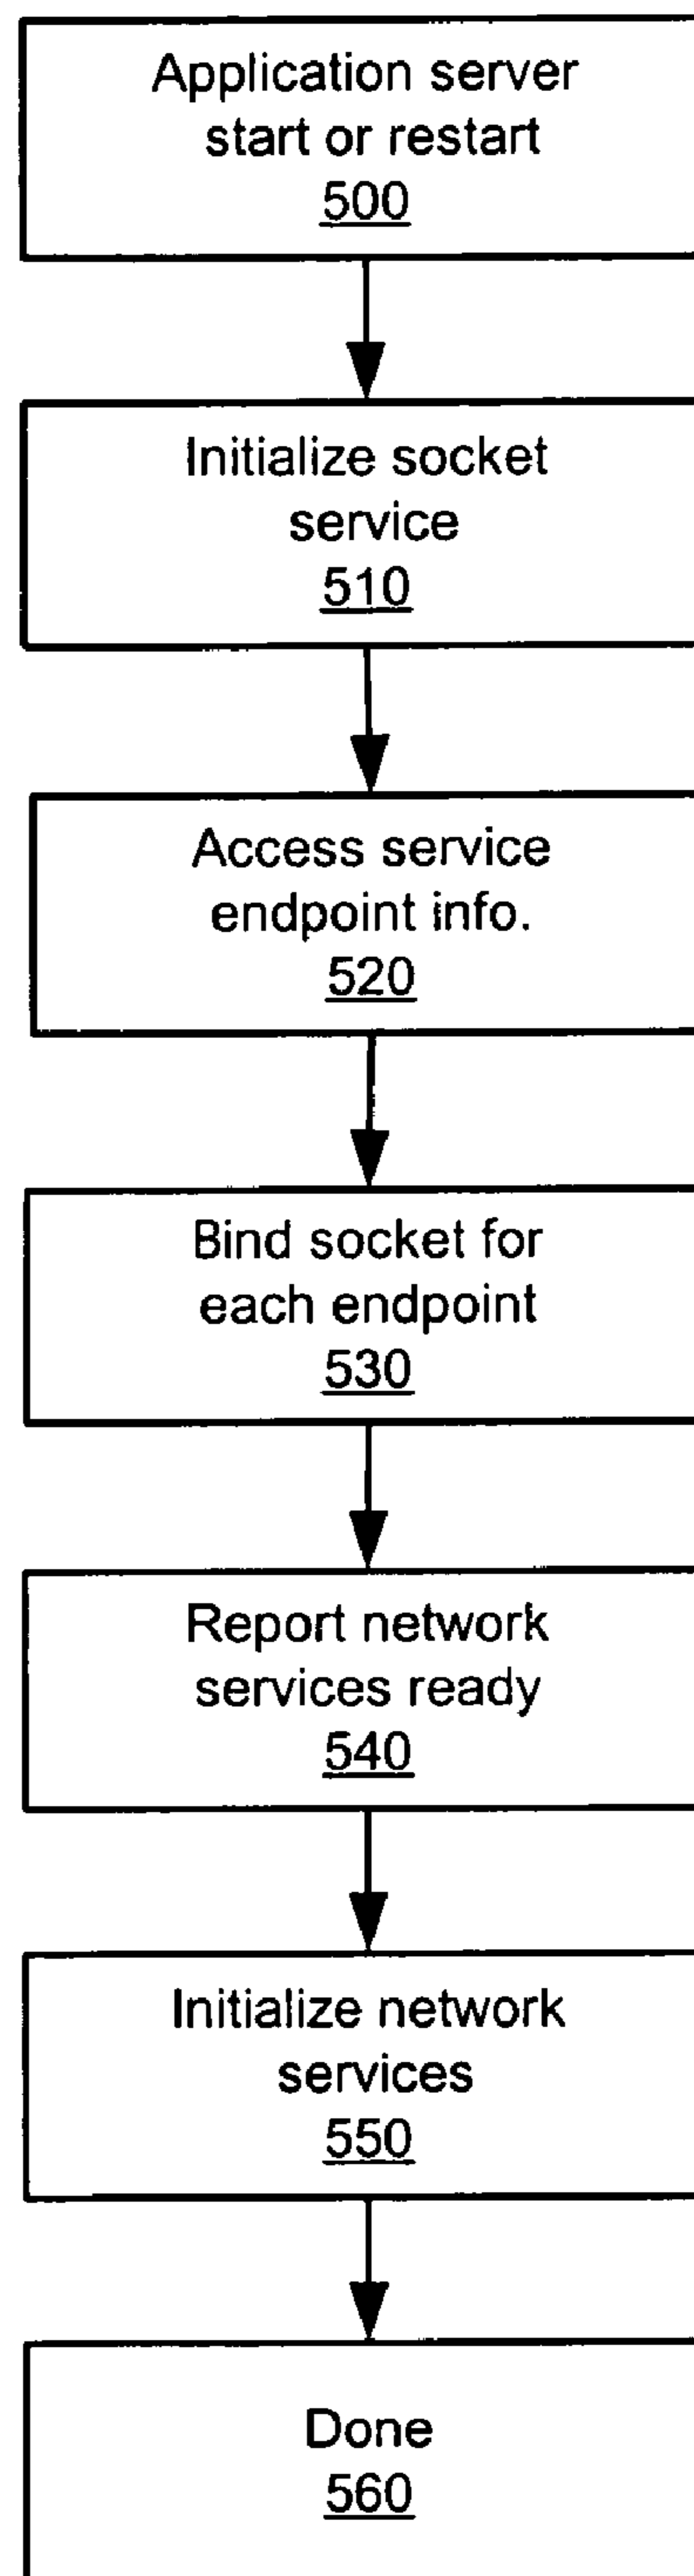 Application server
start or restart
500
Initialize socket
service
510
Access service
endpoint info.
520
Bind socket for
each endpoint
530
Report network
services ready
540
Initialize network
services
550
Done
560